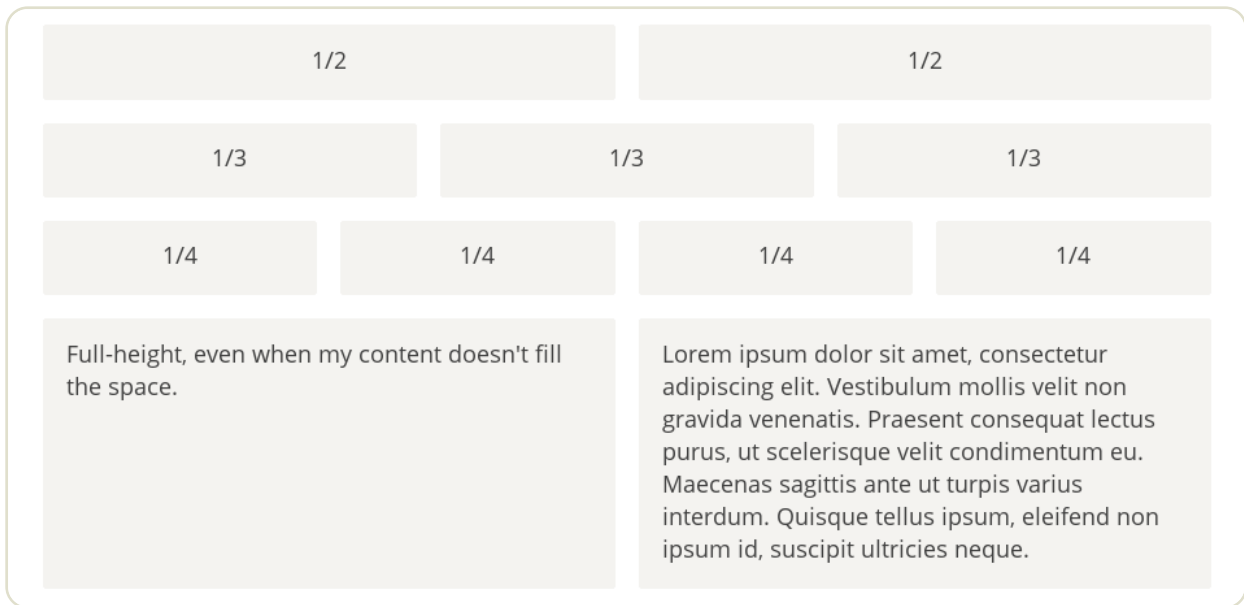 1/2
1/2
1/3
1/3
1/3
1/4
1/4
1/4
1/4
Full-height, even when my content doesn't fill
the space.
Lorem ipsum dolor sit amet, consectetur
adipiscing elit. Vestibulum mollis velit non
gravida venenatis. Praesent consequat lectus
purus, ut scelerisque velit condimentum eu.
Maecenas sagittis ante ut turpis varius
interdum. Quisque tellus ipsum, eleifend non
ipsum id, suscipit ultricies neque.